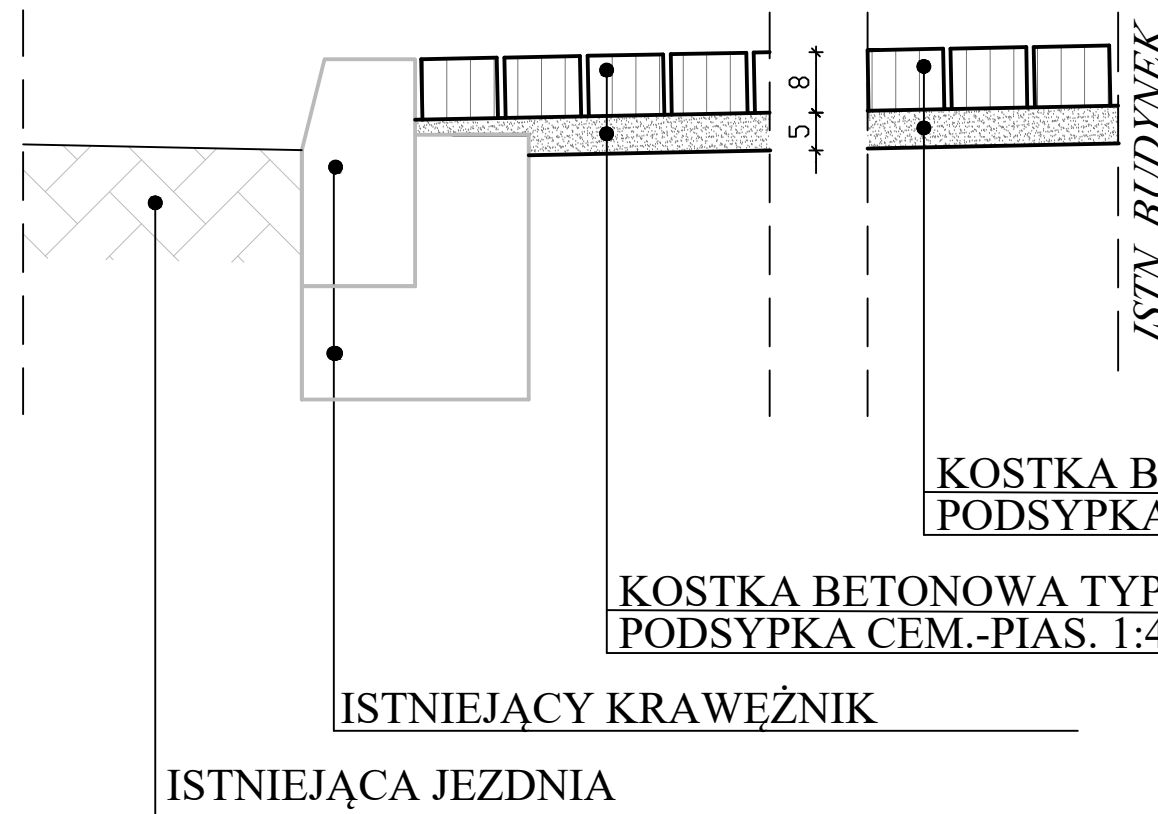 8
5
ISTN. BUDYNEK
KOSTKA B
PODSYPKA
KOSTKA BETONOWA TYP
PODSYPKA CEM.-PIAS. 1:4
ISTNIEJĄCY KRAWĘŻNIK
ISTNIEJĄCA JEZDNIA